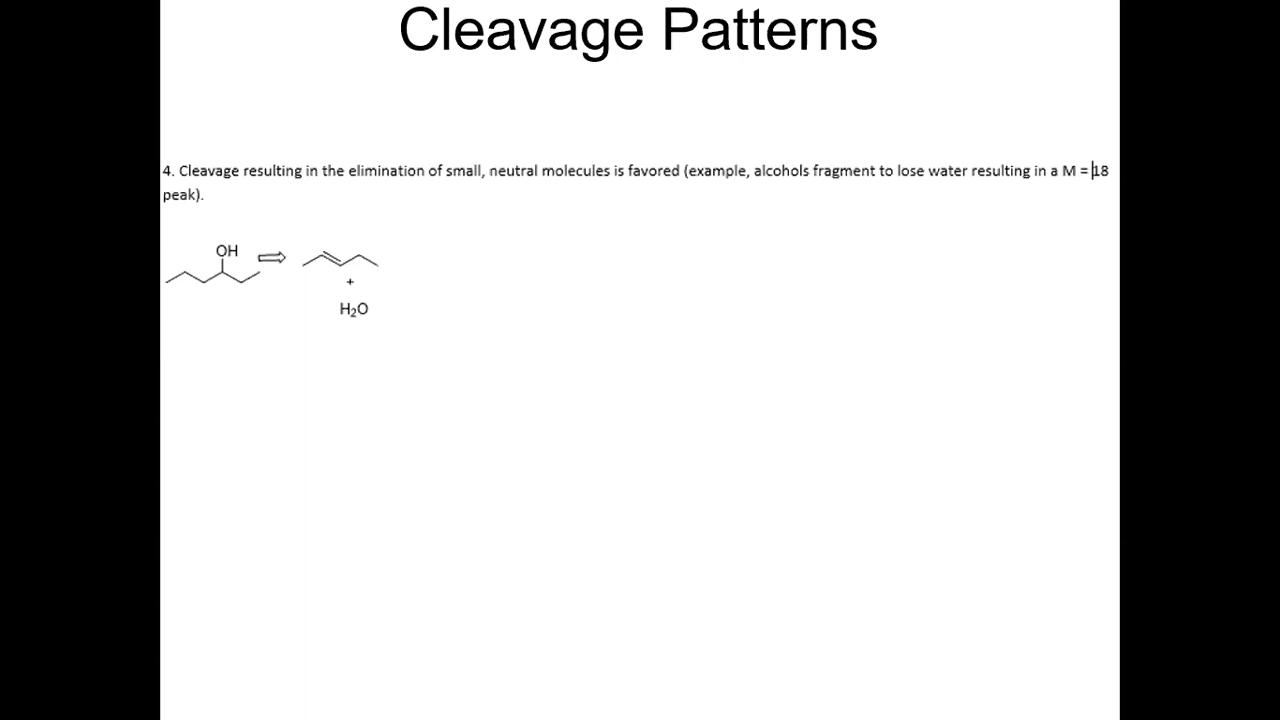 Cleavage Patterns
4. Cleavage resulting in the elimination of small, neutral molecules is favored (example, alcohols fragment to lose water resulting in a M = 18
peak).
OH
+
H₂O